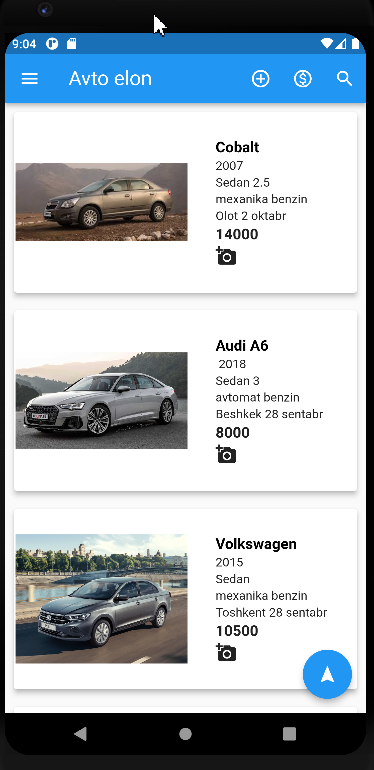 9:04
Avto elon
Cobalt
2007
Sedan 2.5
mexanika benzin
Olot 2 oktabr
14000
Audi A6
2018
Sedan 3
avtomat benzin
Beshkek 28 sentabr
8000
Volkswagen
2015
Sedan
mexanika benzin
Toshkent 28 sentabr
10500